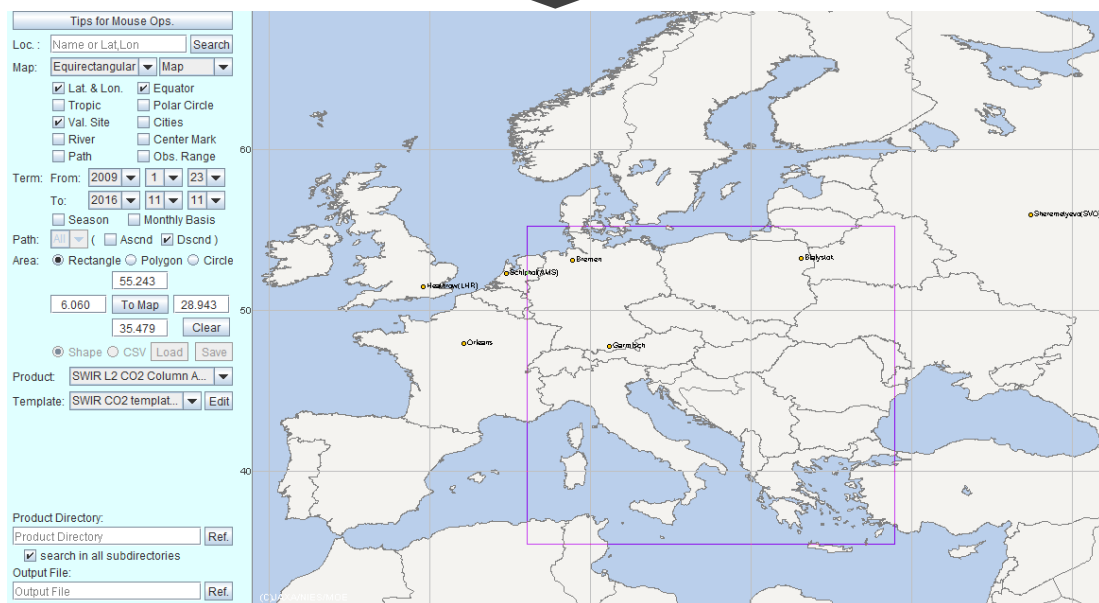 Tips for Mouse Ops.
Loc.: Name or Lat,Lon Search
Map: Equirectangular Map
Lat. & Lon. Equator
Tropic Polar Circle
Val. Site Cities
River Center Mark
Path Obs. Range
Term: From: 2009 1 23
To: 2016 11 11
Season Monthly Basis
Path: All ( Ascnd Dscnd )
Area: Rectangle Polygon Circle
55.243
6.060 To Map 28.943
35.479 Clear
Shape CSV Load Save
Product: SWIR L2 CO2 Column A...
Template: SWIR CO2 templat... Edit
Product Directory:
Product Directory Ref.
search in all subdirectories
Output File:
Output File Ref.
60
50
40
Sheremetyevo(SVO)
Bremen
Bialystat
Heathrow(LHR)
Orleans
Garmisch